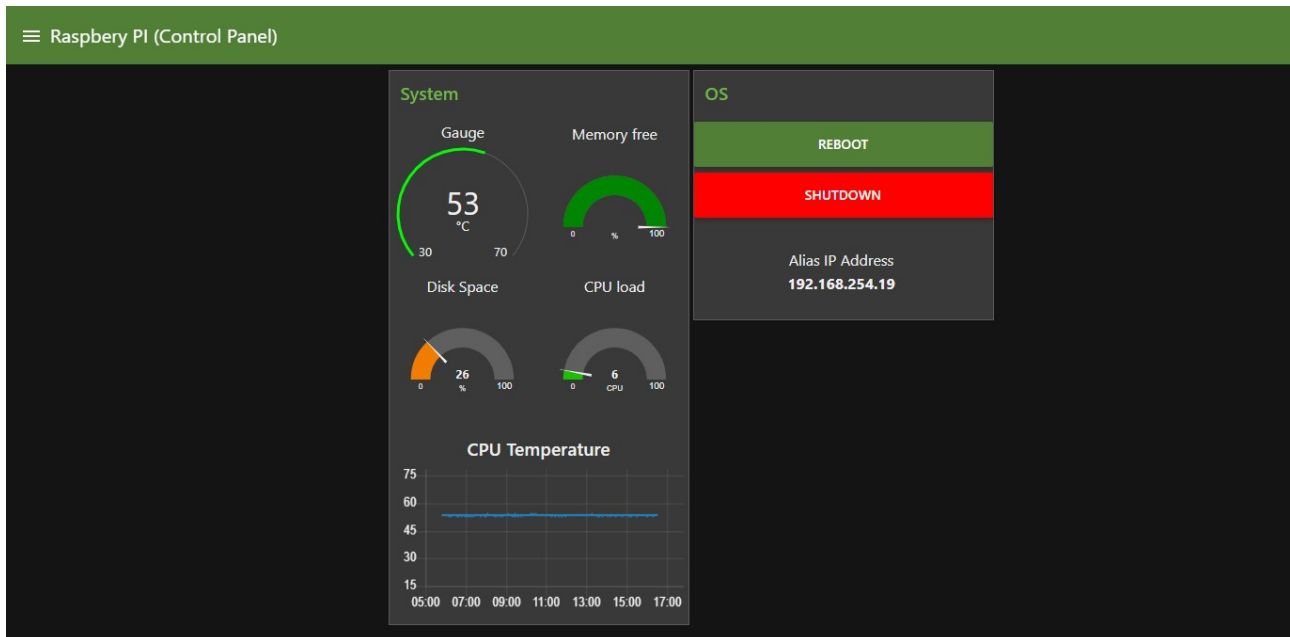 Raspbery PI (Control Panel)
System
Gauge
53
°C
30
70
Memory free
0
%
100
Disk Space
26
0
%
100
CPU load
6
0
CPU
100
CPU Temperature
75
60
45
30
15
05:00 07:00 09:00 11:00 13:00 15:00 17:00
OS
REBOOT
SHUTDOWN
Alias IP Address
192.168.254.19